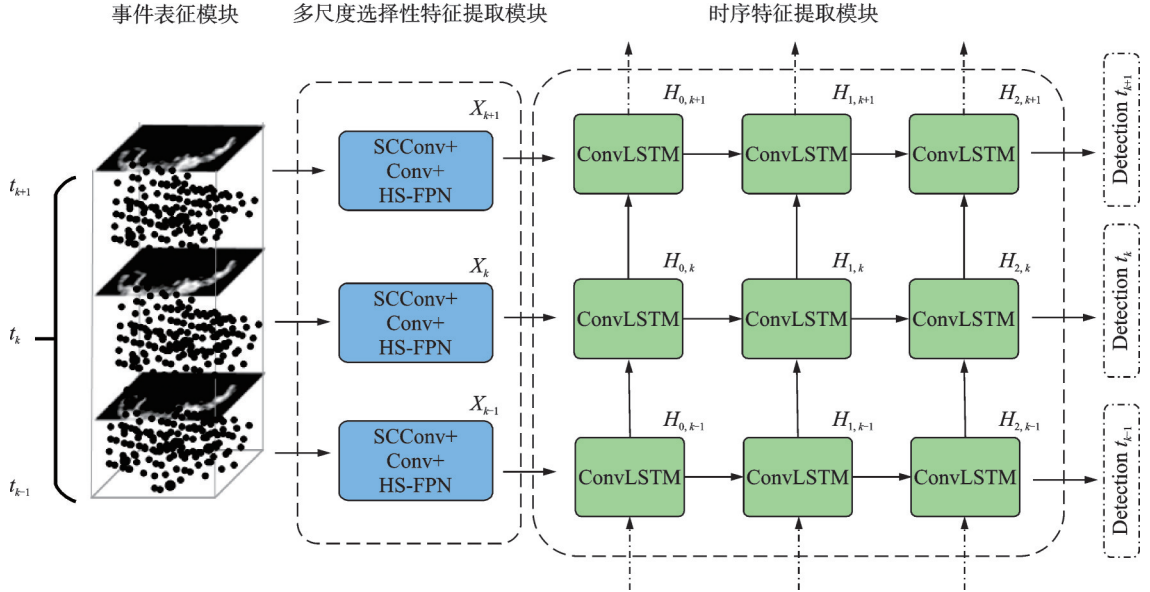 事件表征模块
多尺度选择性特征提取模块
时序特征提取模块
t_{k+1}
t_k
t_{k-1}
X_{k+1}
SCConv+
Conv+
HS-FPN
X_k
SCConv+
Conv+
HS-FPN
X_{k-1}
SCConv+
Conv+
HS-FPN
H_{0, k+1}
H_{1, k+1}
H_{2, k+1}
ConvLSTM
ConvLSTM
ConvLSTM
H_{0, k}
H_{1, k}
H_{2, k}
ConvLSTM
ConvLSTM
ConvLSTM
H_{0, k-1}
H_{1, k-1}
H_{2, k-1}
ConvLSTM
ConvLSTM
ConvLSTM
Detection t_{k+1}
Detection t_k
Detection t_{k-1}